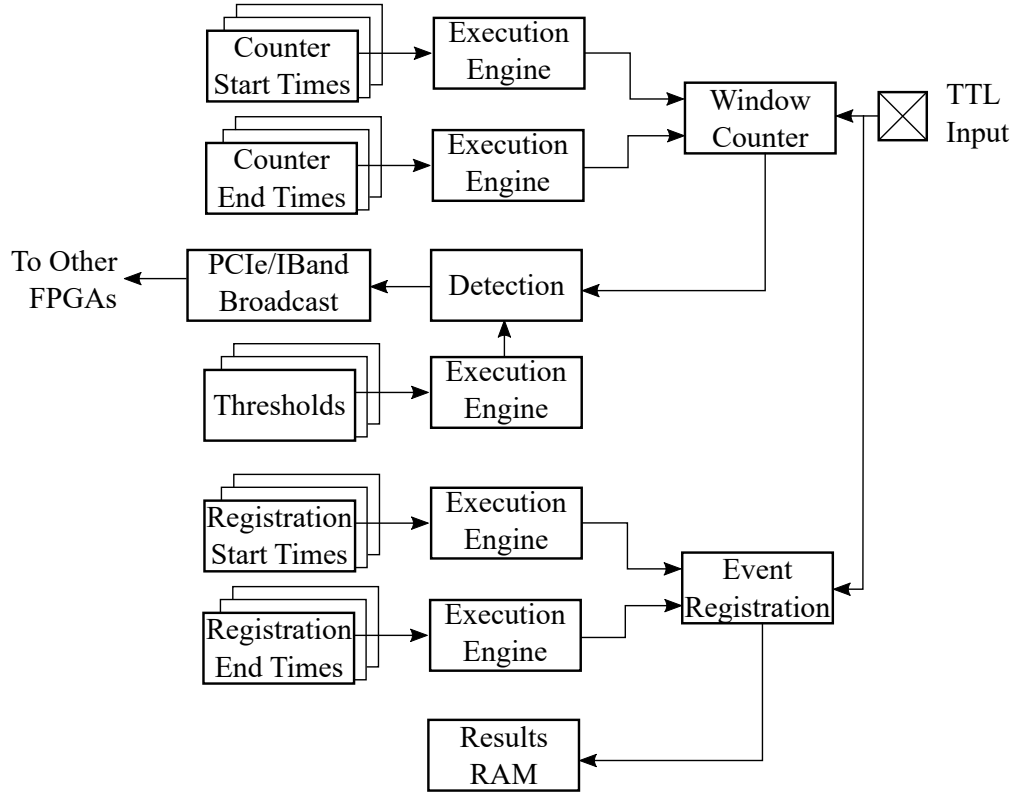 Counter
Start Times
Execution
Engine
Window
Counter
TTL
Input
Counter
End Times
Execution
Engine
To Other
FPGAs
PCIe/IBand
Broadcast
Detection
Thresholds
Execution
Engine
Registration
Start Times
Execution
Engine
Event
Registration
Registration
End Times
Execution
Engine
Results
RAM